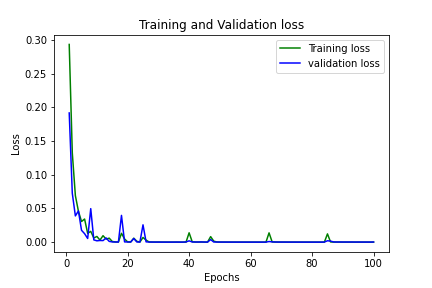 Training and Validation loss
Training loss
validation loss
0.30
0.25
0.20
0.15
0.10
0.05
0.00
Loss
0
20
40
60
80
100
Epochs